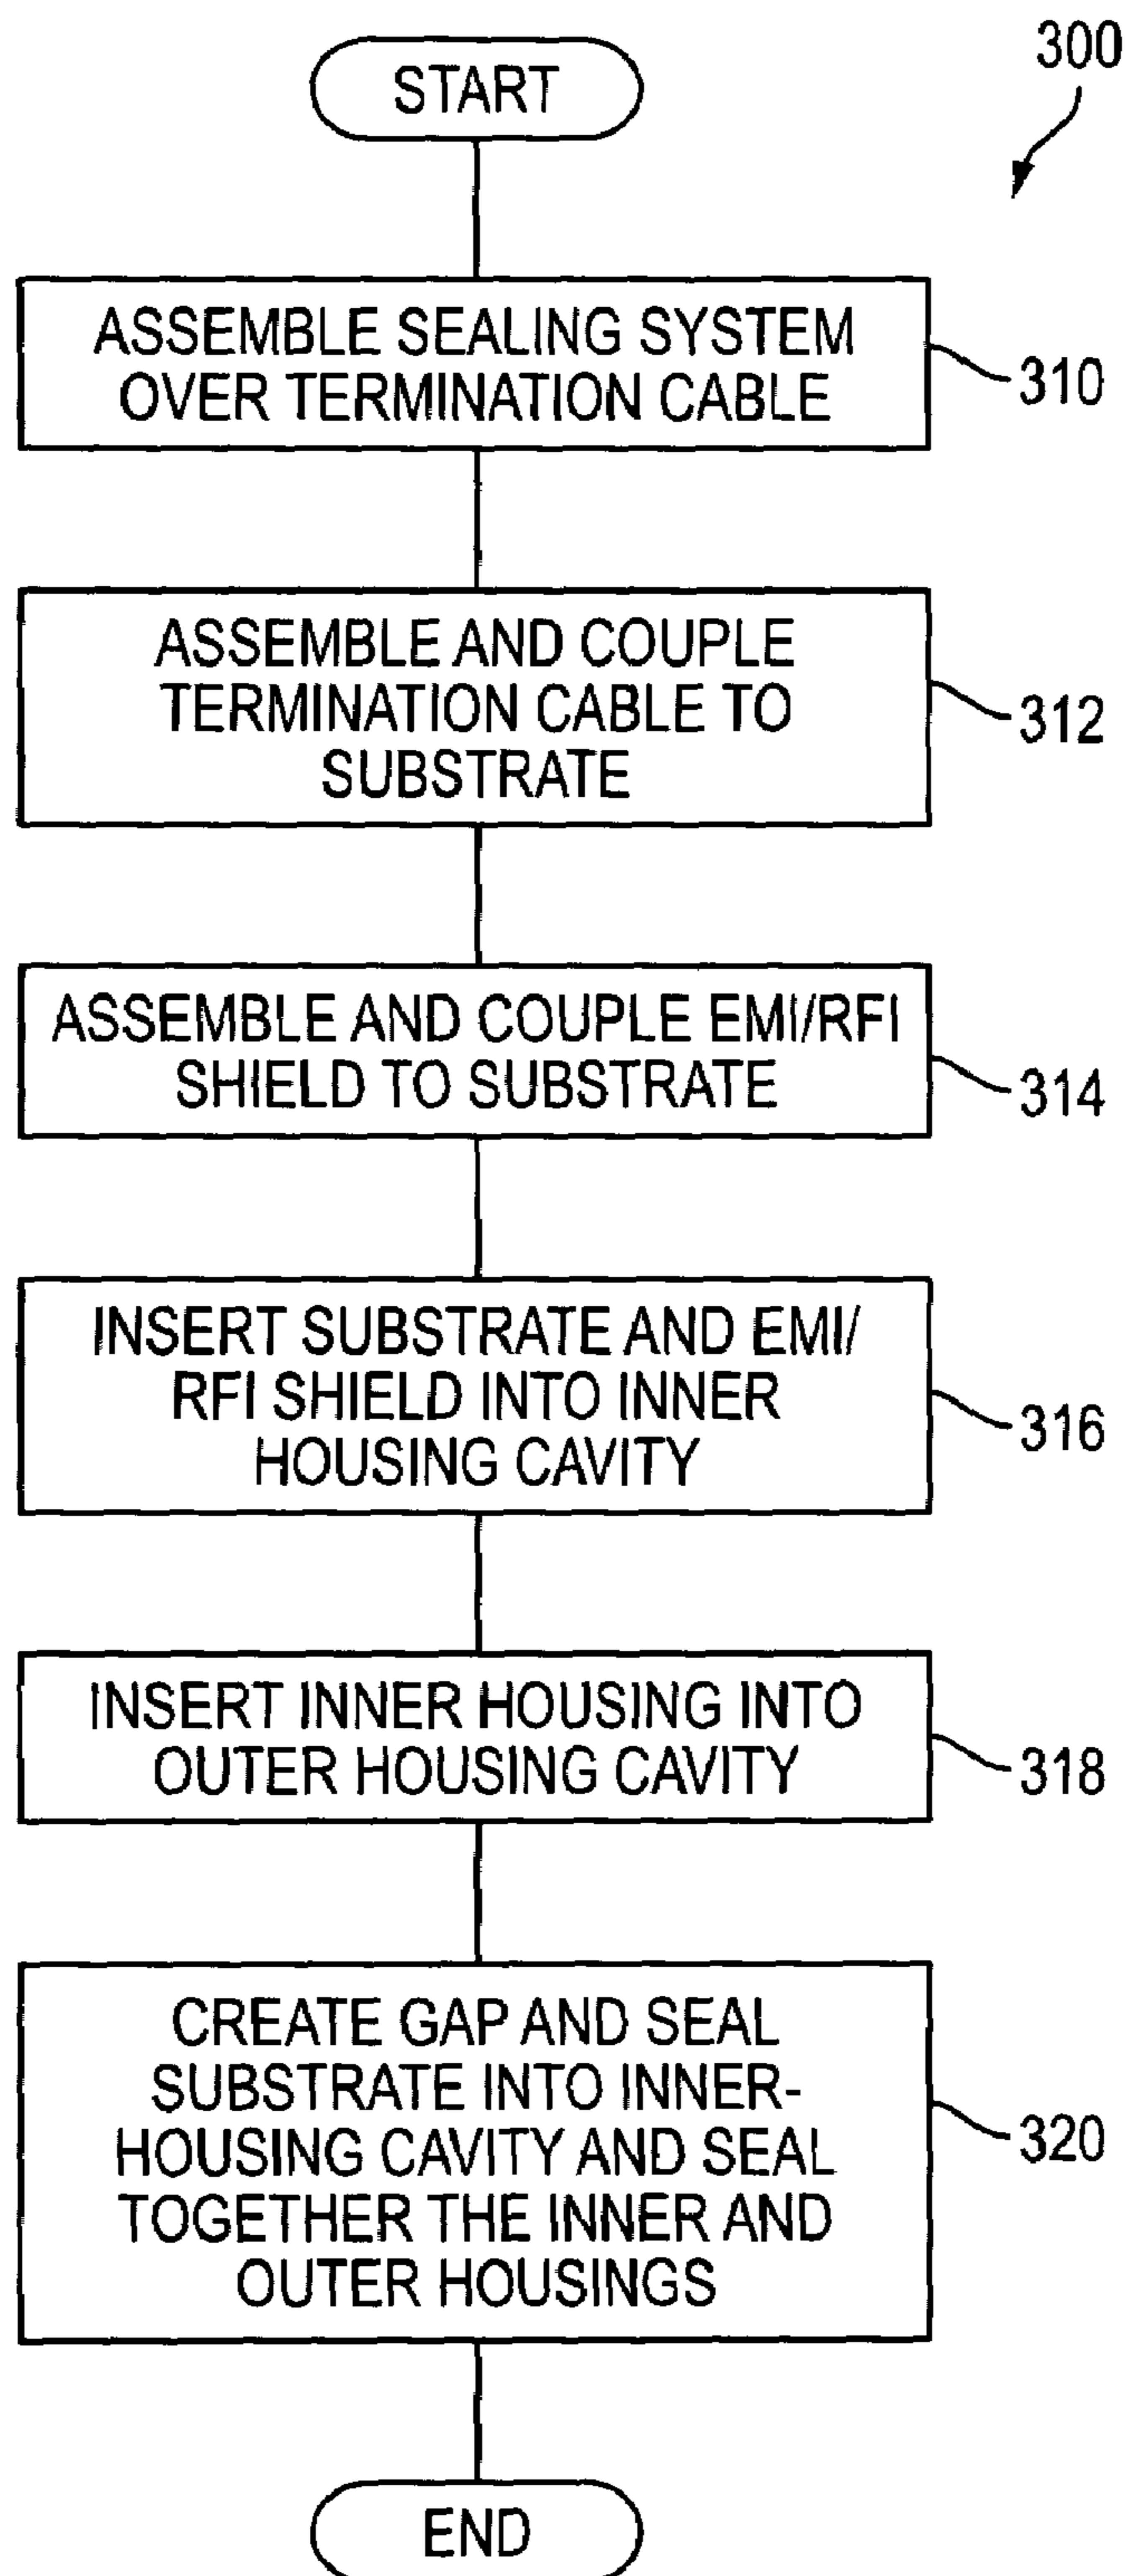 300
START
ASSEMBLE SEALING SYSTEM
OVER TERMINATION CABLE
310
ASSEMBLE AND COUPLE
TERMINATION CABLE TO
SUBSTRATE
312
ASSEMBLE AND COUPLE EMI/RFI
SHIELD TO SUBSTRATE
314
INSERT SUBSTRATE AND EMI/
RFI SHIELD INTO INNER
HOUSING CAVITY
316
INSERT INNER HOUSING INTO
OUTER HOUSING CAVITY
318
CREATE GAP AND SEAL
SUBSTRATE INTO INNER-
HOUSING CAVITY AND SEAL
TOGETHER THE INNER AND
OUTER HOUSINGS
320
END